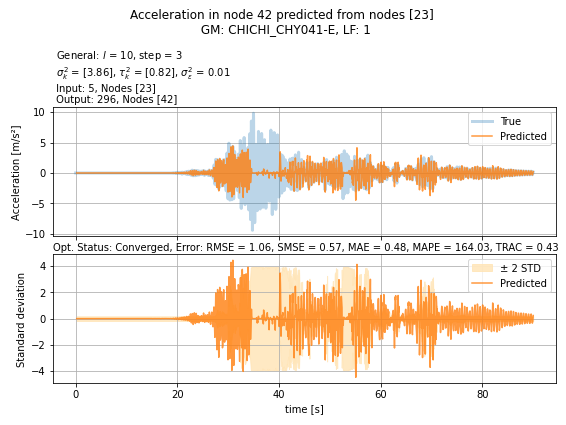 Acceleration in node 42 predicted from nodes [23]
GM: CHICHI_CHY041-E, LF: 1
General: l = 10, step = 3
σ²ₖ = [3.86], τ²ₖ = [0.82], σ²ε = 0.01
Input: 5, Nodes [23]
Output: 296, Nodes [42]
10
5
0
−5
−10
Acceleration [m/s²]
True
Predicted
Opt. Status: Converged, Error: RMSE = 1.06, SMSE = 0.57, MAE = 0.48, MAPE = 164.03, TRAC = 0.43
4
2
0
−2
−4
Standard deviation
± 2 STD
Predicted
0 20 40 60 80
time [s]